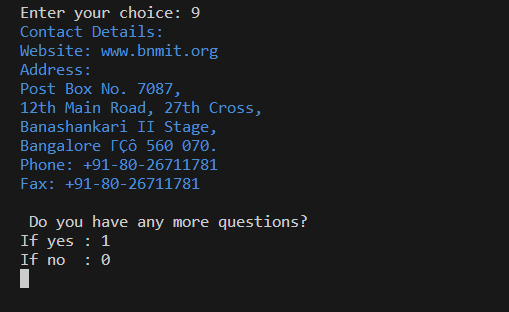 Enter your choice: 9
Contact Details:
Website: www.bnmit.org
Address:
Post Box No. 7087,
12th Main Road, 27th Cross,
Banashankari II Stage,
Bangalore ΓÇô 560 070.
Phone: +91-80-26711781
Fax: +91-80-26711781
Do you have any more questions?
If yes : 1
If no  : 0